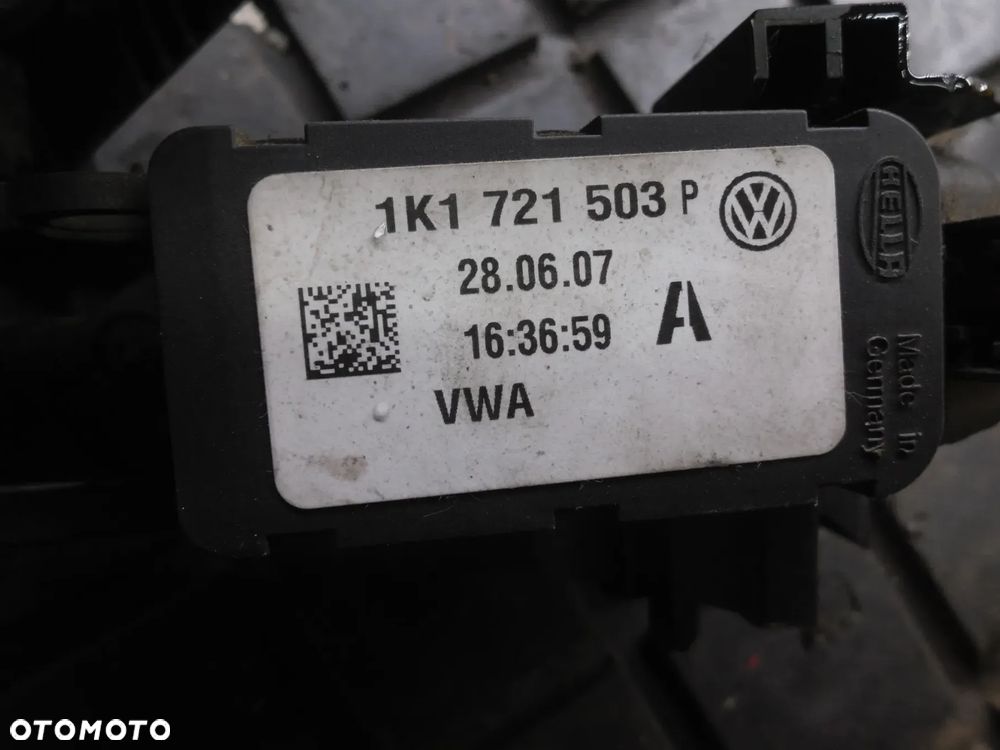 1K1 721 503 P
28.06.07
16:36:59
A
VWA
HELLA
Made in
Germany
OTOMOTO